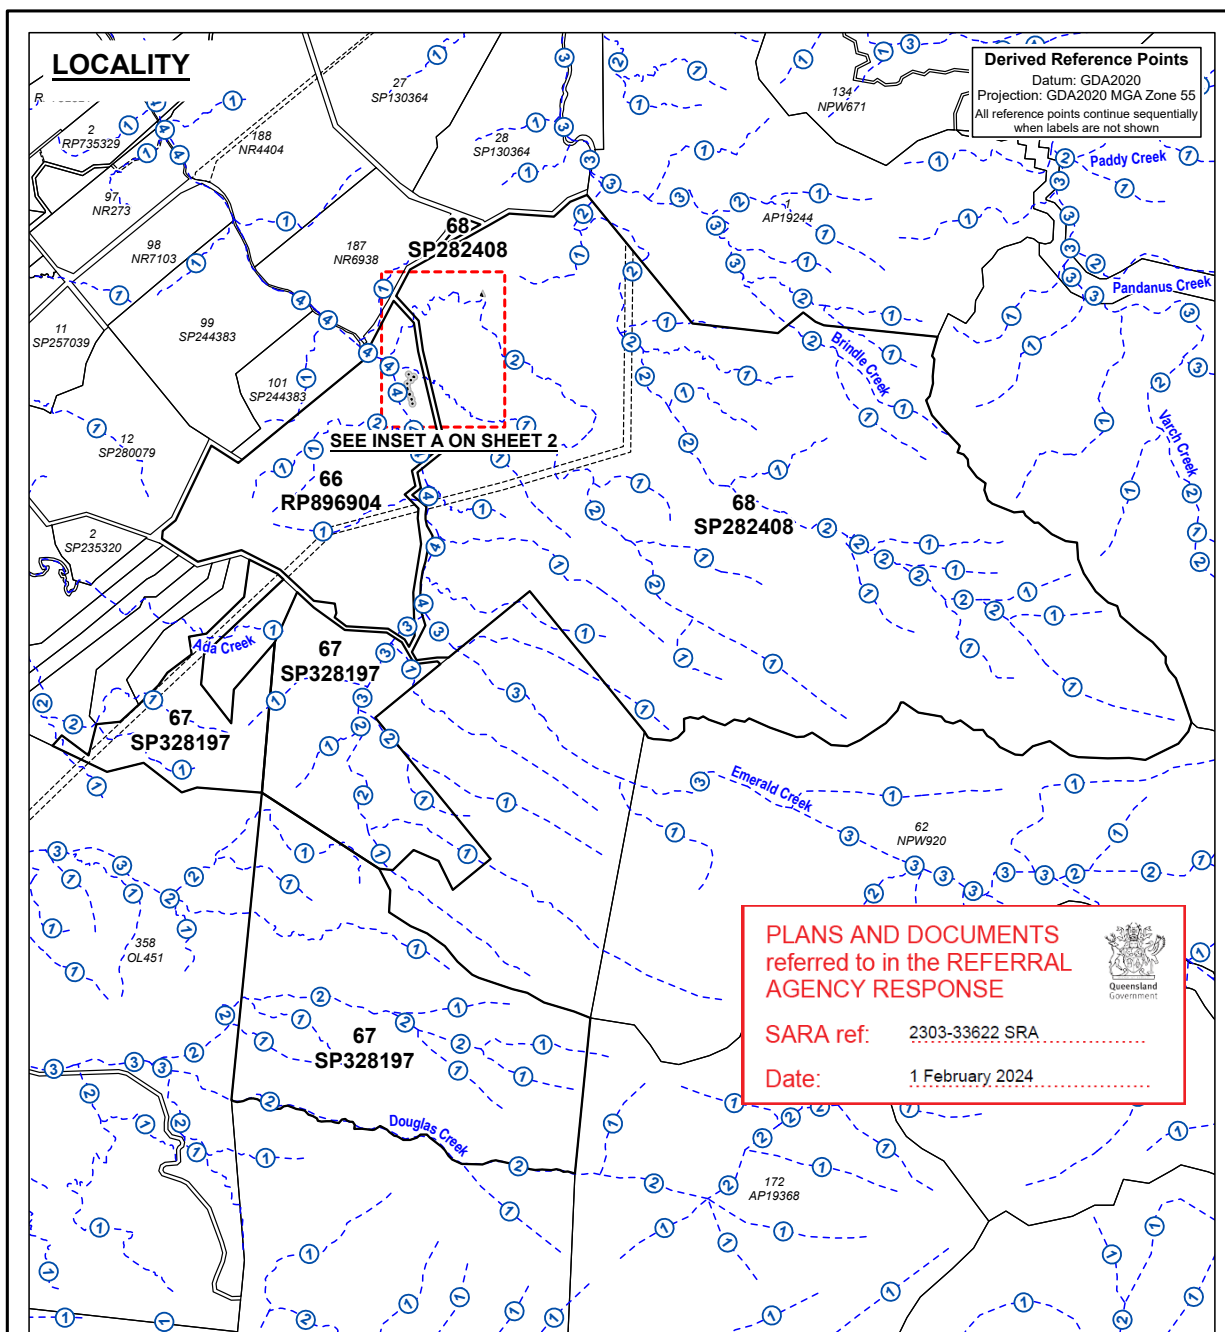 LOCALITY
Derived Reference Points
Datum: GDA2020
Projection: GDA2020 MGA Zone 55
All reference points continue sequentially
when labels are not shown
27
SP130364
134
NPW671
2
RP735329
188
NR4404
28
SP130364
Paddy Creek
97
NR273
1
AP19244
98
NR7103
187
NR6938
68
SP282408
Pandanus Creek
11
SP257039
99
SP244383
Brindle Creek
101
SP244383
Varch Creek
12
SP280079
SEE INSET A ON SHEET 2
66
RP896904
68
SP282408
2
SP235320
Ada Creek
67
SP328197
67
SP328197
Emerald Creek
62
NPW920
358
OL451
PLANS AND DOCUMENTS
referred to in the REFERRAL
AGENCY RESPONSE
Queensland
Government
SARA ref: 2303-33622 SRA
Date: 1 February 2024
67
SP328197
Douglas Creek
172
AP19368